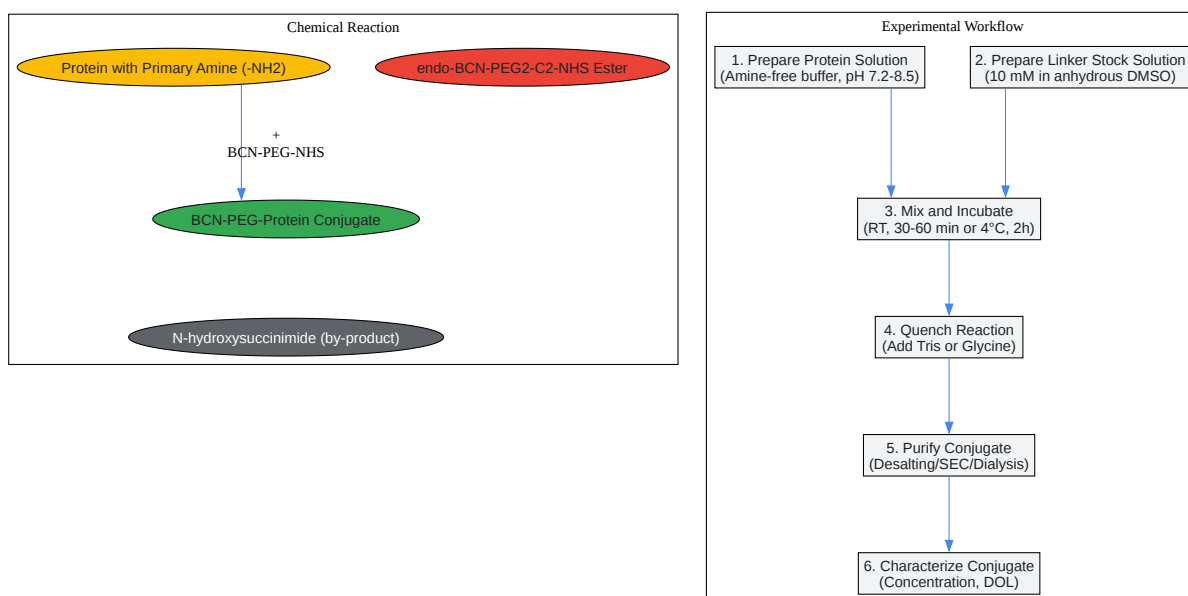 Chemical Reaction
Protein with Primary Amine (-NH2)
endo-BCN-PEG2-C2-NHS Ester
+
BCN-PEG-NHS
BCN-PEG-Protein Conjugate
N-hydroxysuccinimide (by-product)
Experimental Workflow
1. Prepare Protein Solution
(Amine-free buffer, pH 7.2-8.5)
2. Prepare Linker Stock Solution
(10 mM in anhydrous DMSO)
3. Mix and Incubate
(RT, 30-60 min or 4°C, 2h)
4. Quench Reaction
(Add Tris or Glycine)
5. Purify Conjugate
(Desalting/SEC/Dialysis)
6. Characterize Conjugate
(Concentration, DOL)